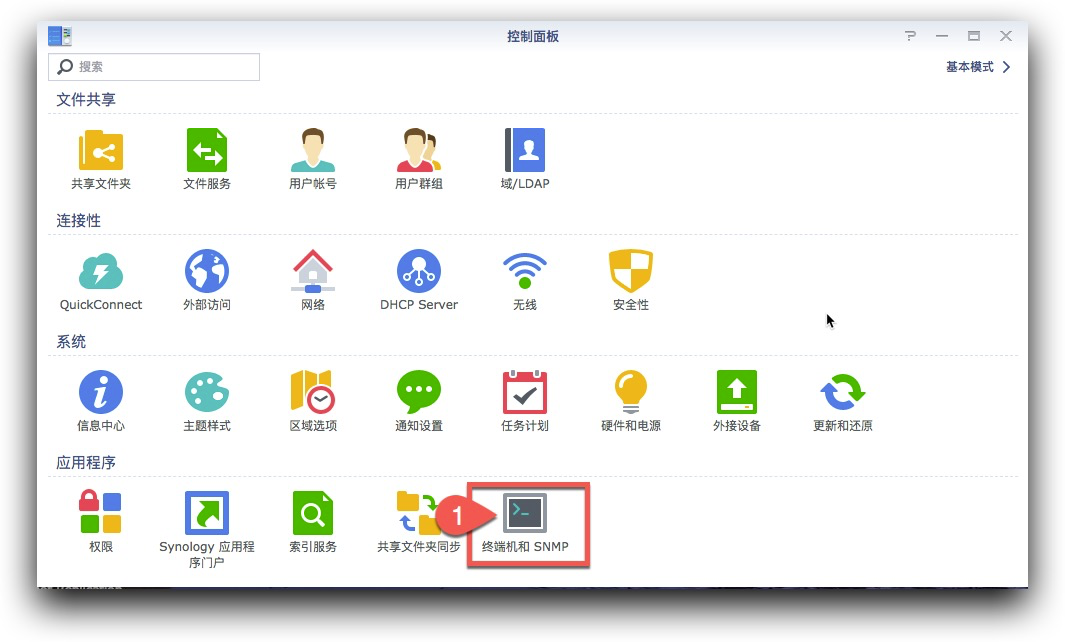 控制面板
搜索
基本模式
文件共享
共享文件夹
文件服务
用户帐号
用户群组
域/LDAP
连接性
QuickConnect
外部访问
网络
DHCP Server
无线
安全性
系统
信息中心
主题样式
区域选项
通知设置
任务计划
硬件和电源
外接设备
更新和还原
应用程序
权限
Synology 应用程
序门户
索引服务
共享文件夹同步
1
终端机和 SNMP